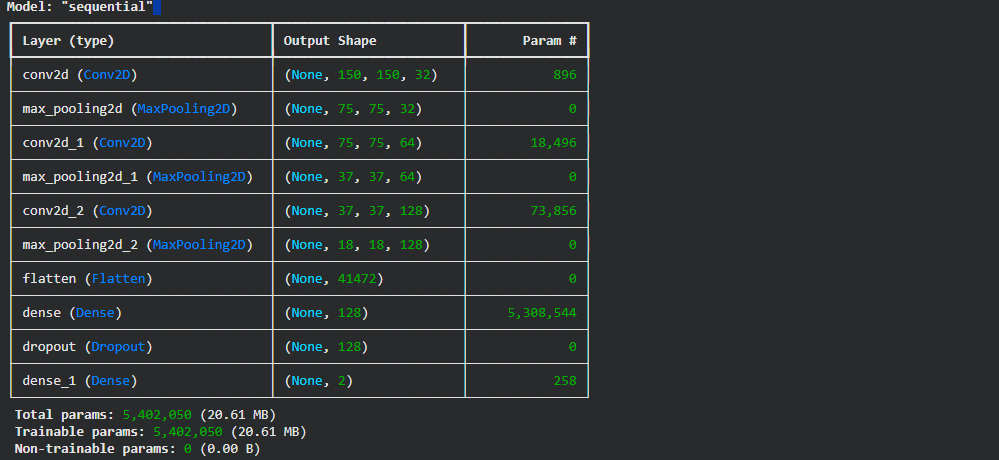 Model: "sequential"
Layer (type) Output Shape Param #
conv2d (Conv2D) (None, 150, 150, 32) 896
max_pooling2d (MaxPooling2D) (None, 75, 75, 32) 0
conv2d_1 (Conv2D) (None, 75, 75, 64) 18,496
max_pooling2d_1 (MaxPooling2D) (None, 37, 37, 64) 0
conv2d_2 (Conv2D) (None, 37, 37, 128) 73,856
max_pooling2d_2 (MaxPooling2D) (None, 18, 18, 128) 0
flatten (Flatten) (None, 41472) 0
dense (Dense) (None, 128) 5,308,544
dropout (Dropout) (None, 128) 0
dense_1 (Dense) (None, 2) 258
Total params: 5,402,050 (20.61 MB)
Trainable params: 5,402,050 (20.61 MB)
Non-trainable params: 0 (0.00 B)